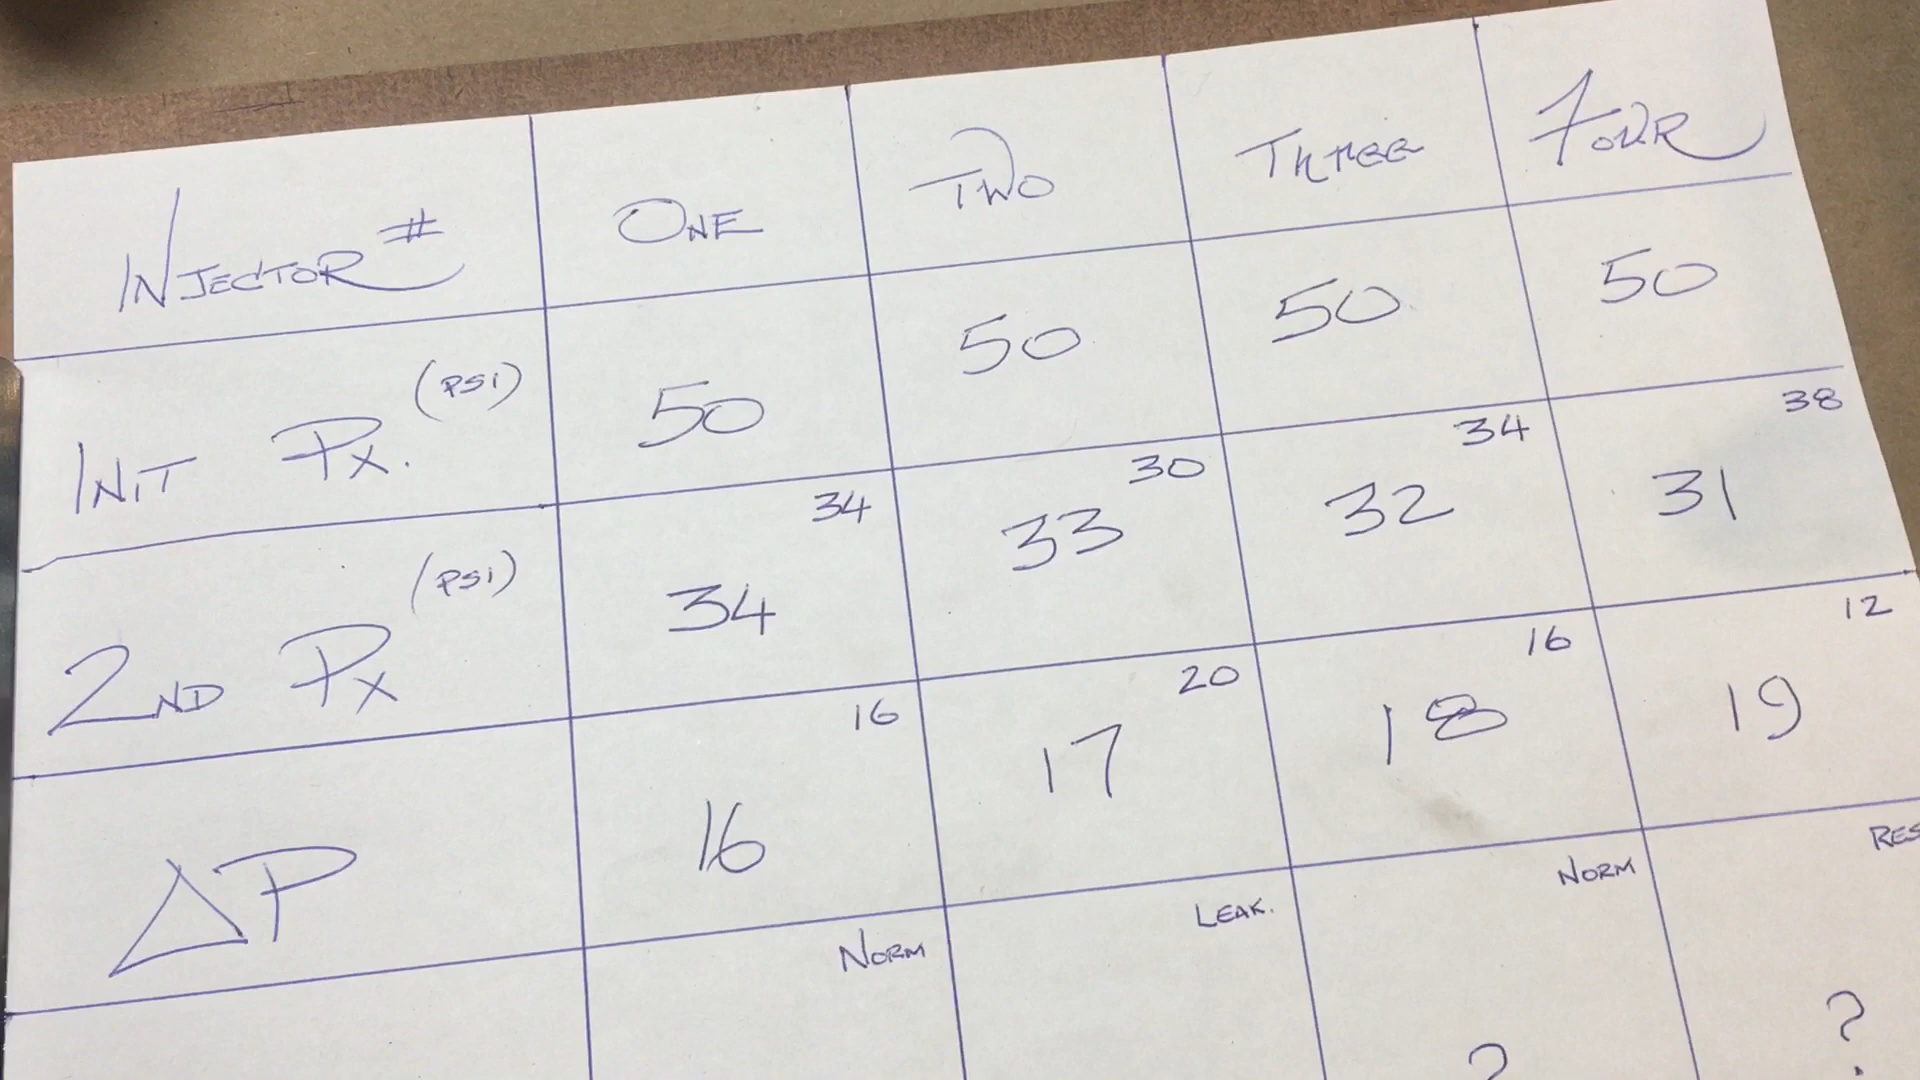 INJECTOR # ONE TWO THREE FOUR
INIT Px. (PSI) 50 50 50 50
34 30 34 38
2ND Px (PSI) 34 33 32 31
16 20 16 12
ΔP 16 17 18 19
NORM LEAK. NORM RES
? ?